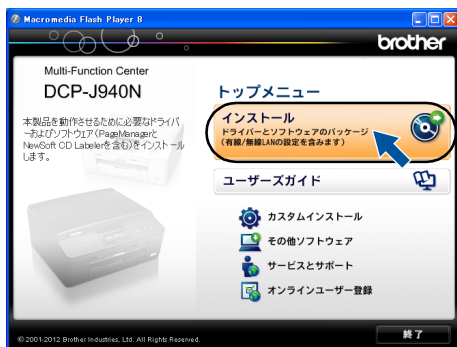 Macromedia Flash Player 8
brother
Multi-Function Center
DCP-J940N
本製品を動作させるために必要なドライバ
ーおよびソフトウェア(PageManagerと
NewSoft CD Labelerを含む)をインストール
します。
トップメニュー
インストール
ドライバーとソフトウェアのパッケージ
(有線/無線LANの設定を含みます)
ユーザーズガイド
カスタムインストール
その他ソフトウェア
サービスとサポート
オンラインユーザー登録
© 2001-2012 Brother Industries, Ltd. All Rights Reserved.
終了